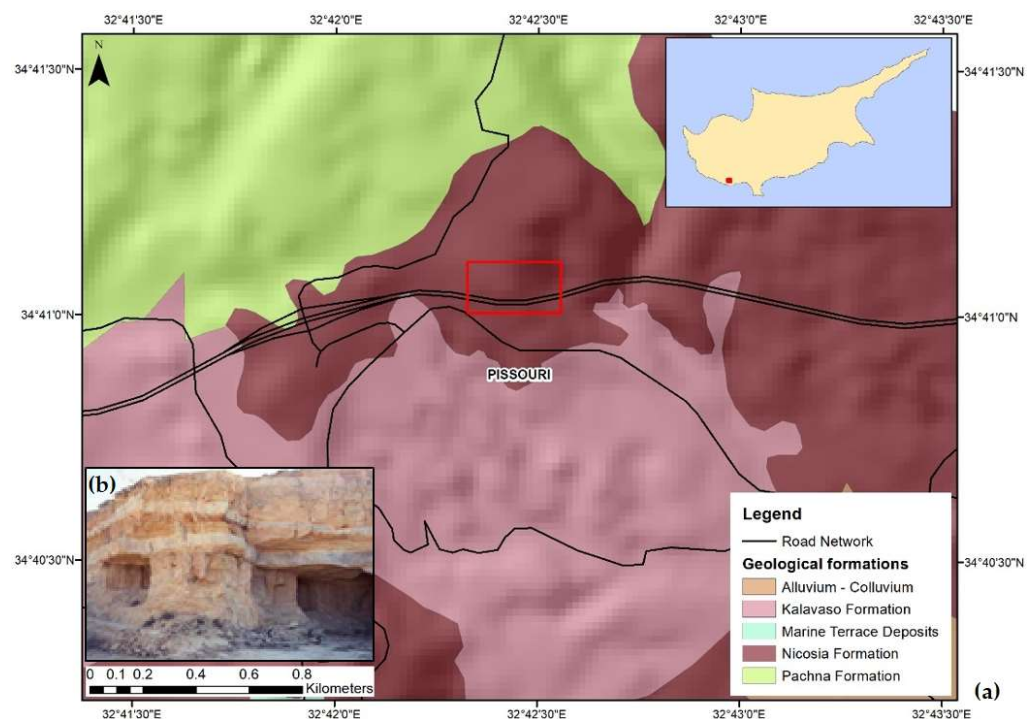 32°41'30"E
32°42'0"E
32°42'30"E
32°43'0"E
32°43'30"E
34°41'30"N
34°41'30"N
N
34°41'0"N
34°41'0"N
PISSOURI
(b)
Legend
Road Network
Geological formations
34°40'30"N
34°40'30"N
Alluvium - Colluvium
Kalavaso Formation
Marine Terrace Deposits
Nicosia Formation
Pachna Formation
0 0.1 0.2 0.4 0.6 0.8
Kilometers
(a)
32°41'30"E
32°42'0"E
32°42'30"E
32°43'0"E
32°43'30"E